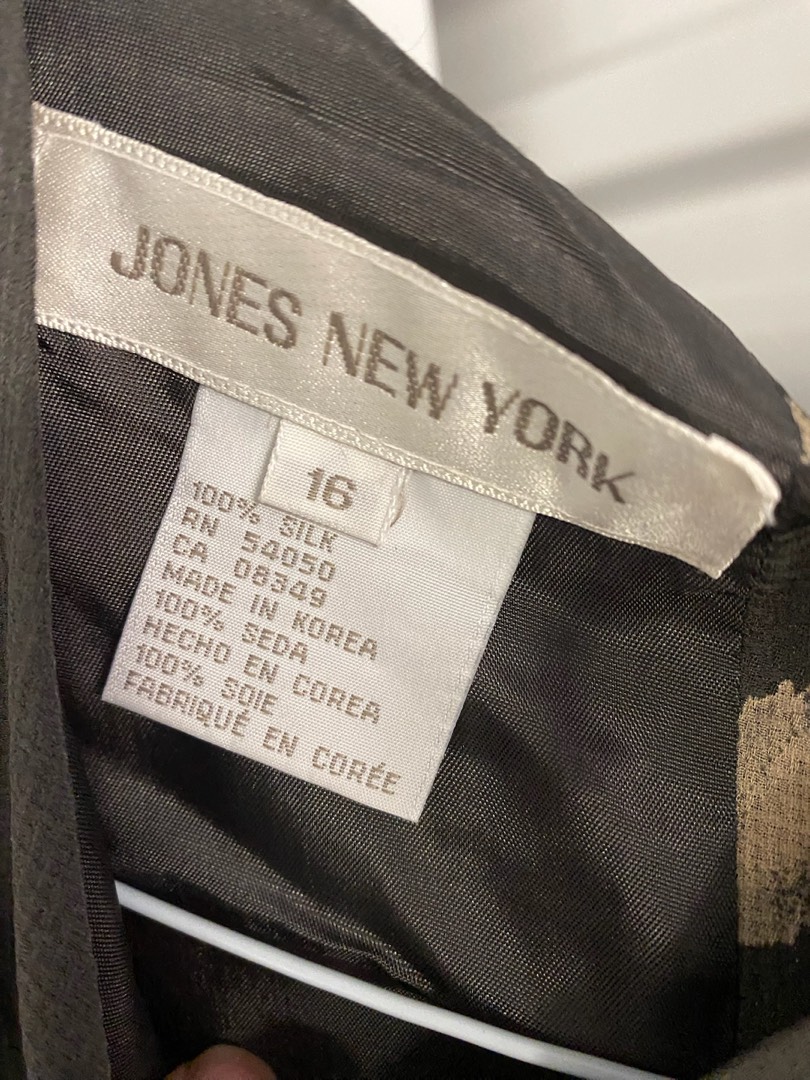 JONES NEW YORK
16
100% SILK
RN 54050
CA 08349
MADE IN KOREA
100% SEDA
HECHO EN COREA
100% SOIE
FABRIQUÉ EN CORÉE